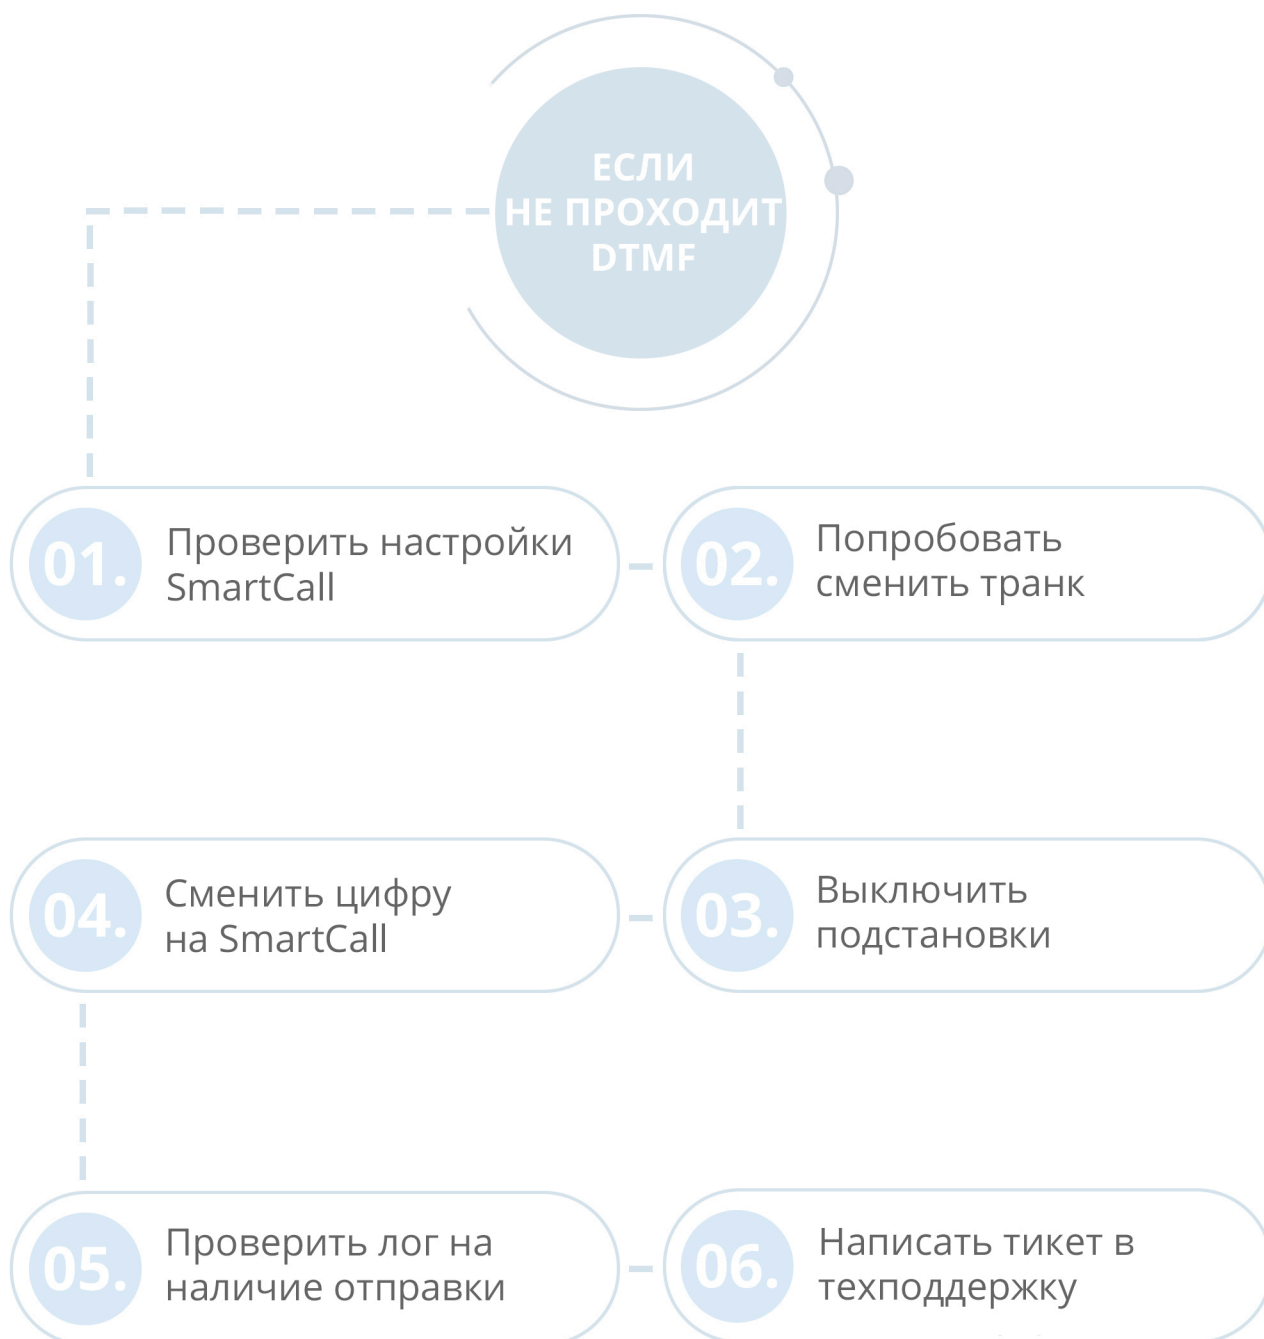 ЕСЛИ
НЕ ПРОХОДИТ
DTMF
01.
Проверить настройки
SmartCall
02.
Попробовать
сменить транк
03.
Выключить
подстановки
04.
Сменить цифру
на SmartCall
05.
Проверить лог на
наличие отправки
06.
Написать тикет в
техподдержку